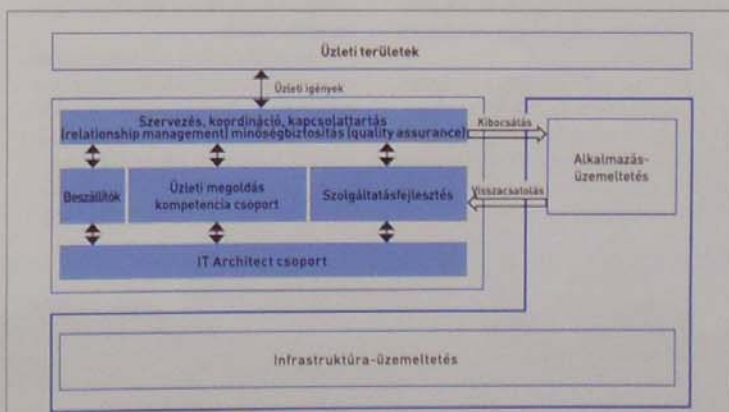 Üzleti területek
Üzleti igények
Szervezés, koordináció, kapcsolattartás
(relationship management) minőségbiztosítás (quality assurance)
Kibocsátás
Alkalmazás-
üzemeltetés
Beszállítók
Üzleti megoldás
kompetencia csoport
Szolgáltatásfejlesztés
Visszacsatolás
IT Architect csoport
Infrastruktúra-üzemeltetés